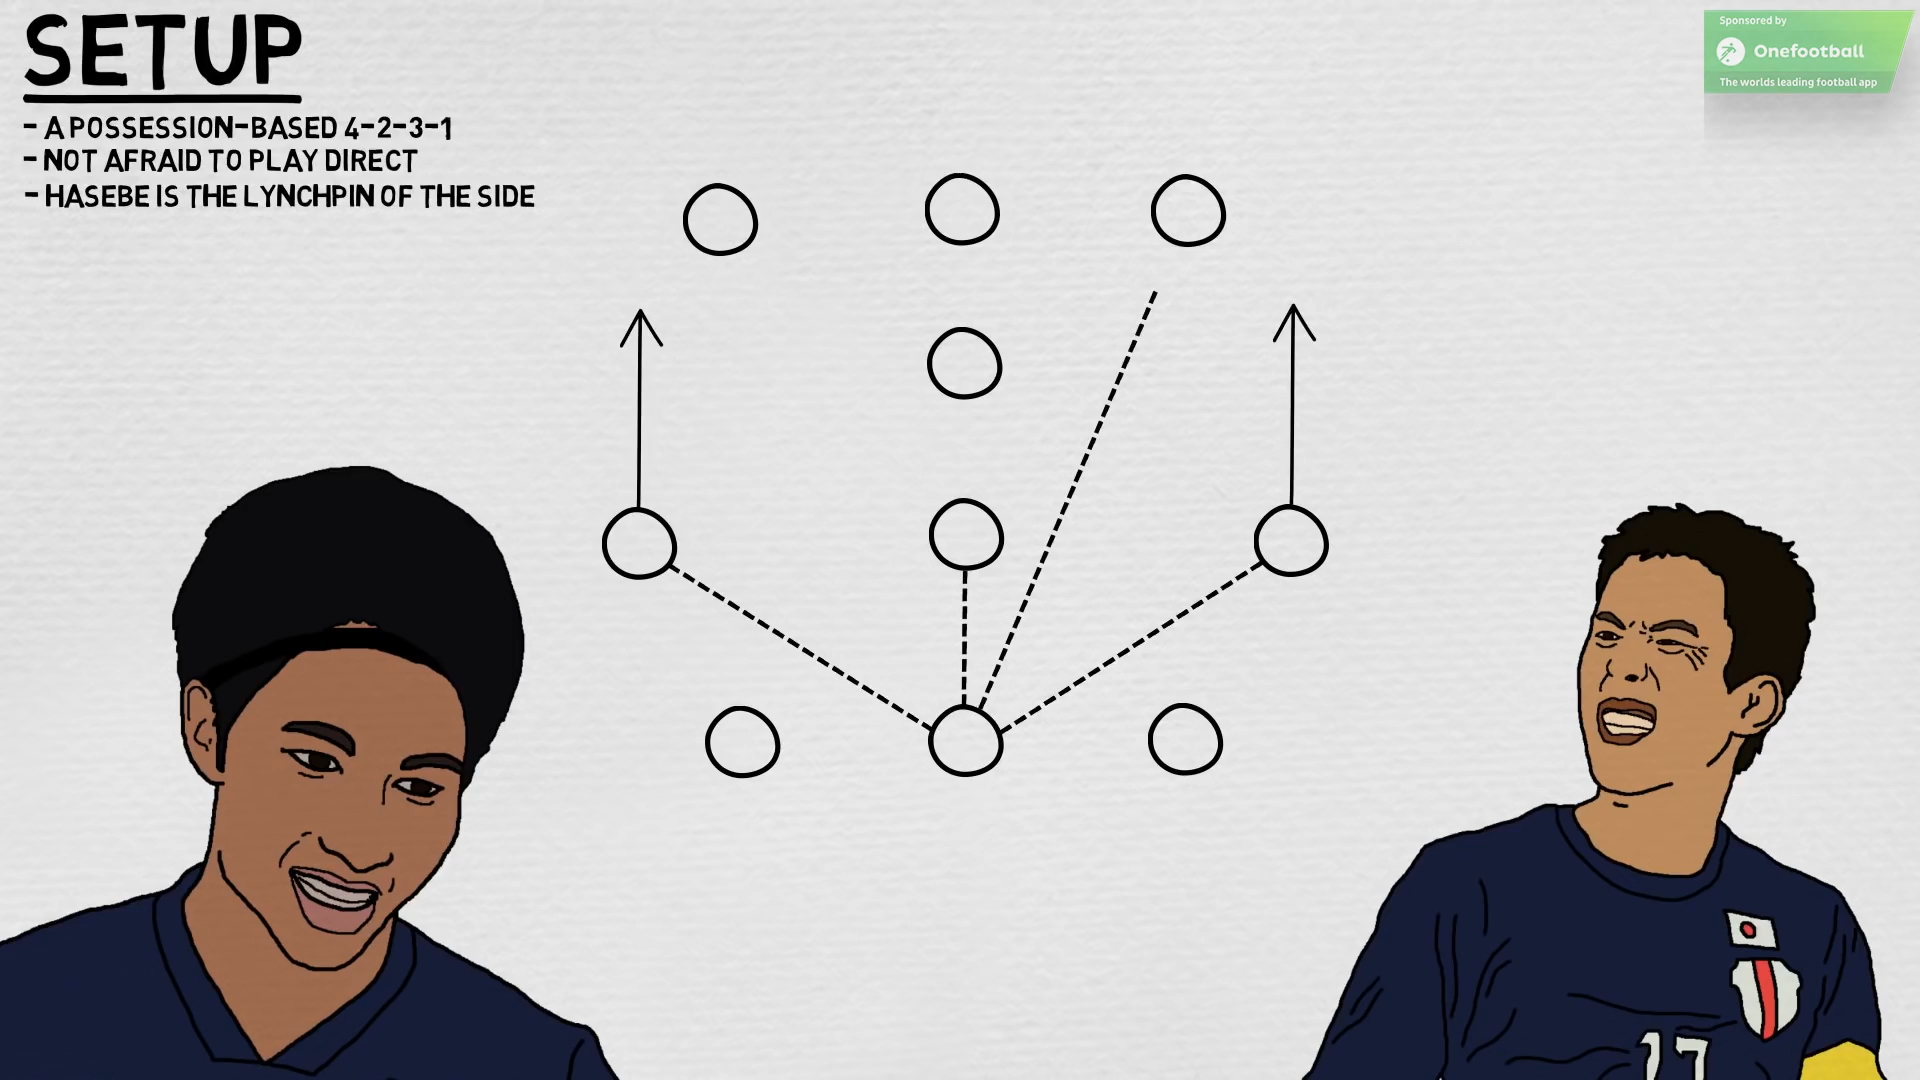 SETUP
- A POSSESSION-BASED 4-2-3-1
- NOT AFRAID TO PLAY DIRECT
- HASEBE IS THE LYNCHPIN OF THE SIDE
Sponsored by
Onefootball
The worlds leading football app
17